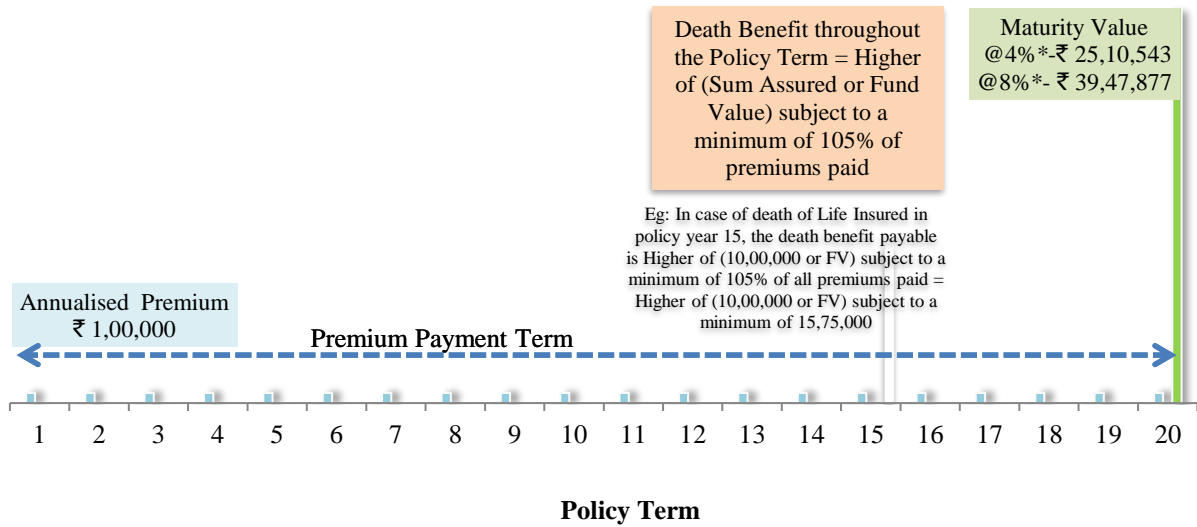 Death Benefit throughout
the Policy Term = Higher
of (Sum Assured or Fund
Value) subject to a
minimum of 105% of
premiums paid
Maturity Value
@4%*-₹ 25,10,543
@8%*- ₹ 39,47,877
Eg: In case of death of Life Insured in
policy year 15, the death benefit payable
is Higher of (10,00,000 or FV) subject to a
minimum of 105% of all premiums paid =
Higher of (10,00,000 or FV) subject to a
minimum of 15,75,000
Annualised Premium
₹ 1,00,000
Premium Payment Term
1 2 3 4 5 6 7 8 9 10 11 12 13 14 15 16 17 18 19 20
Policy Term